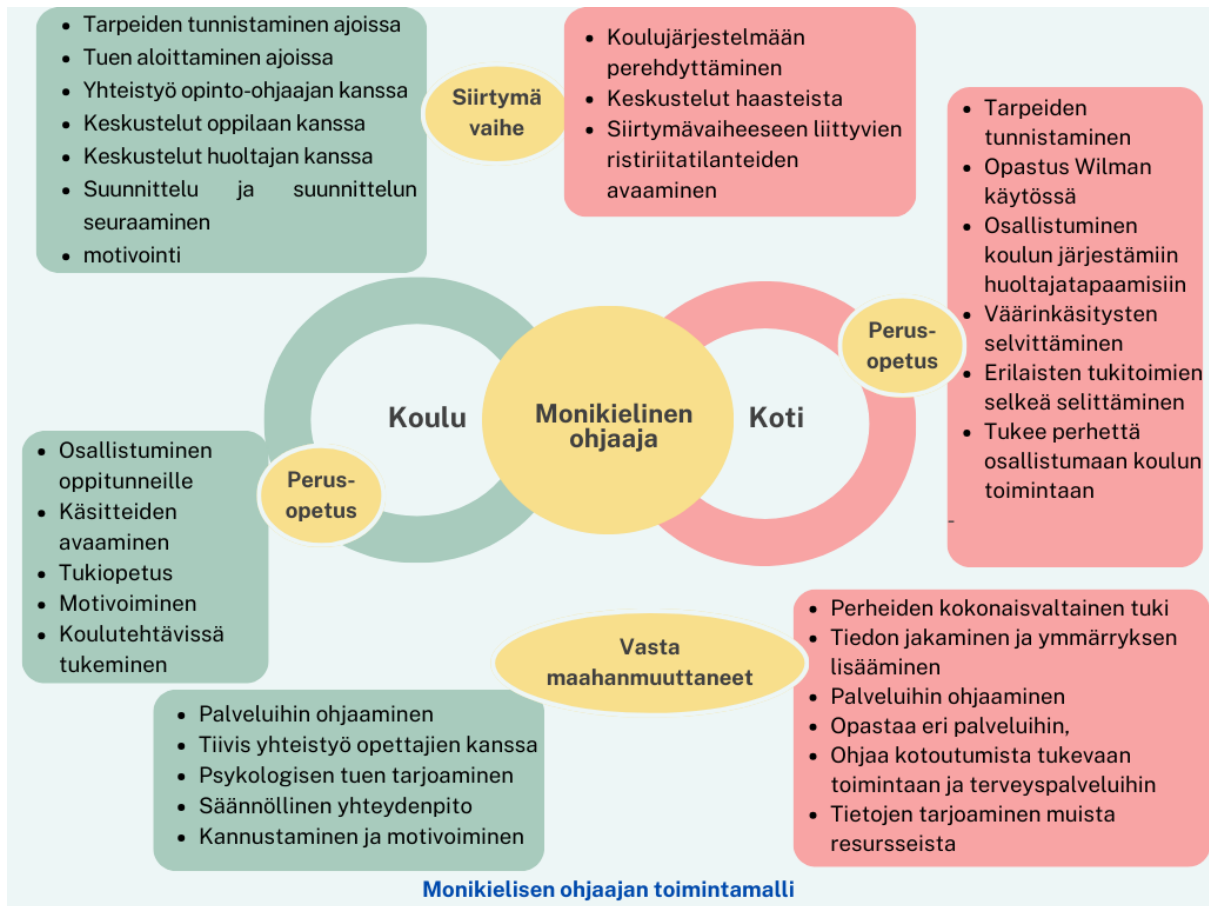 • Tarpeiden tunnistaminen ajoissa
• Tuen aloittaminen ajoissa
• Yhteistyö opinto-ohjaajan kanssa
• Keskustelut oppilaan kanssa
• Keskustelut huoltajan kanssa
• Suunnittelu ja suunnittelun
seuraaminen
• motivointi
Siirtymä
vaihe
• Koulujärjestelmään
perehdyttäminen
• Keskustelut haasteista
• Siirtymävaiheeseen liittyvien
ristiriitatilanteiden
avaaminen
• Tarpeiden
tunnistaminen
• Opastus Wilman
käytössä
• Osallistuminen
koulun järjestämiin
huoltajatapaamisiin
• Väärinkäsitysten
selvittäminen
• Erilaisten tukitoimien
selkeä selittäminen
• Tukee perhettä
osallistumaan koulun
toimintaan
-
Perus-
opetus
Koulu
Monikielinen
ohjaaja
Koti
Perus-
opetus
• Osallistuminen
oppitunneille
• Käsitteiden
avaaminen
• Tukiopetus
• Motivoiminen
• Koulutehtävissä
tukeminen
Vasta
maahanmuuttaneet
• Palveluihin ohjaaminen
• Tiivis yhteistyö opettajien kanssa
• Psykologisen tuen tarjoaminen
• Säännöllinen yhteydenpito
• Kannustaminen ja motivoiminen
• Perheiden kokonaisvaltainen tuki
• Tiedon jakaminen ja ymmärryksen
lisääminen
• Palveluihin ohjaaminen
• Opastaa eri palveluihin,
• Ohjaa kotoutumista tukevaan
toimintaan ja terveyspalveluihin
• Tietojen tarjoaminen muista
resursseista
Monikielisen ohjaajan toimintamalli